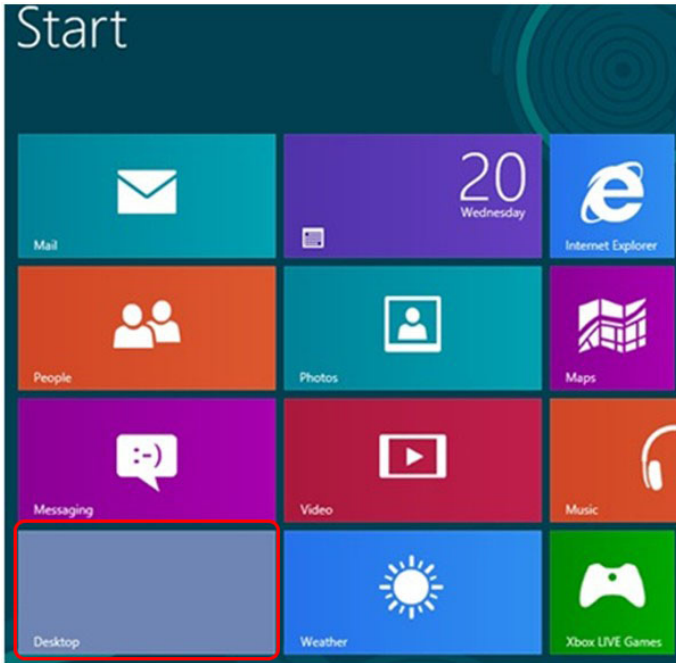 Start
20
Wednesday
Mail
Internet Explorer
People
Photos
Maps
:-)
Messaging
Video
Music
Desktop
Weather
Xbox LIVE Games